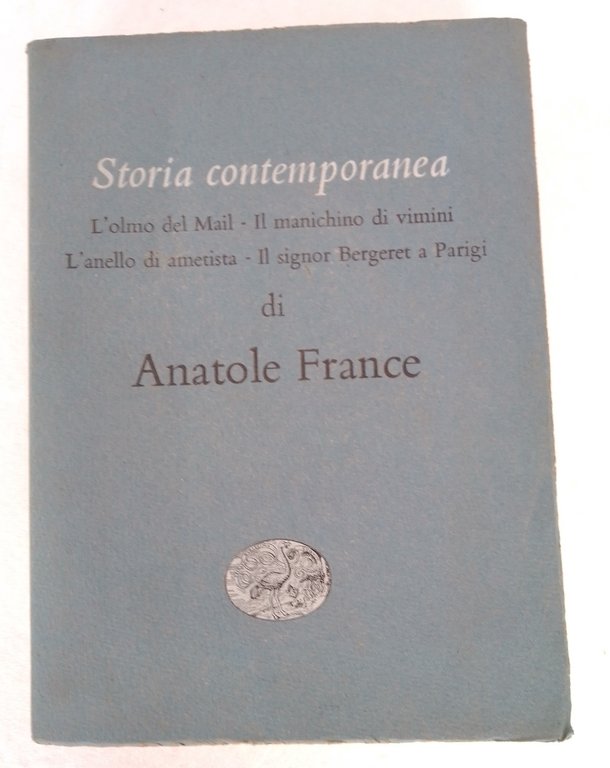 Storia contemporanea
L'olmo del Mail - Il manichino di vimini
L'anello di ametista - Il signor Bergeret a Parigi
di
Anatole France